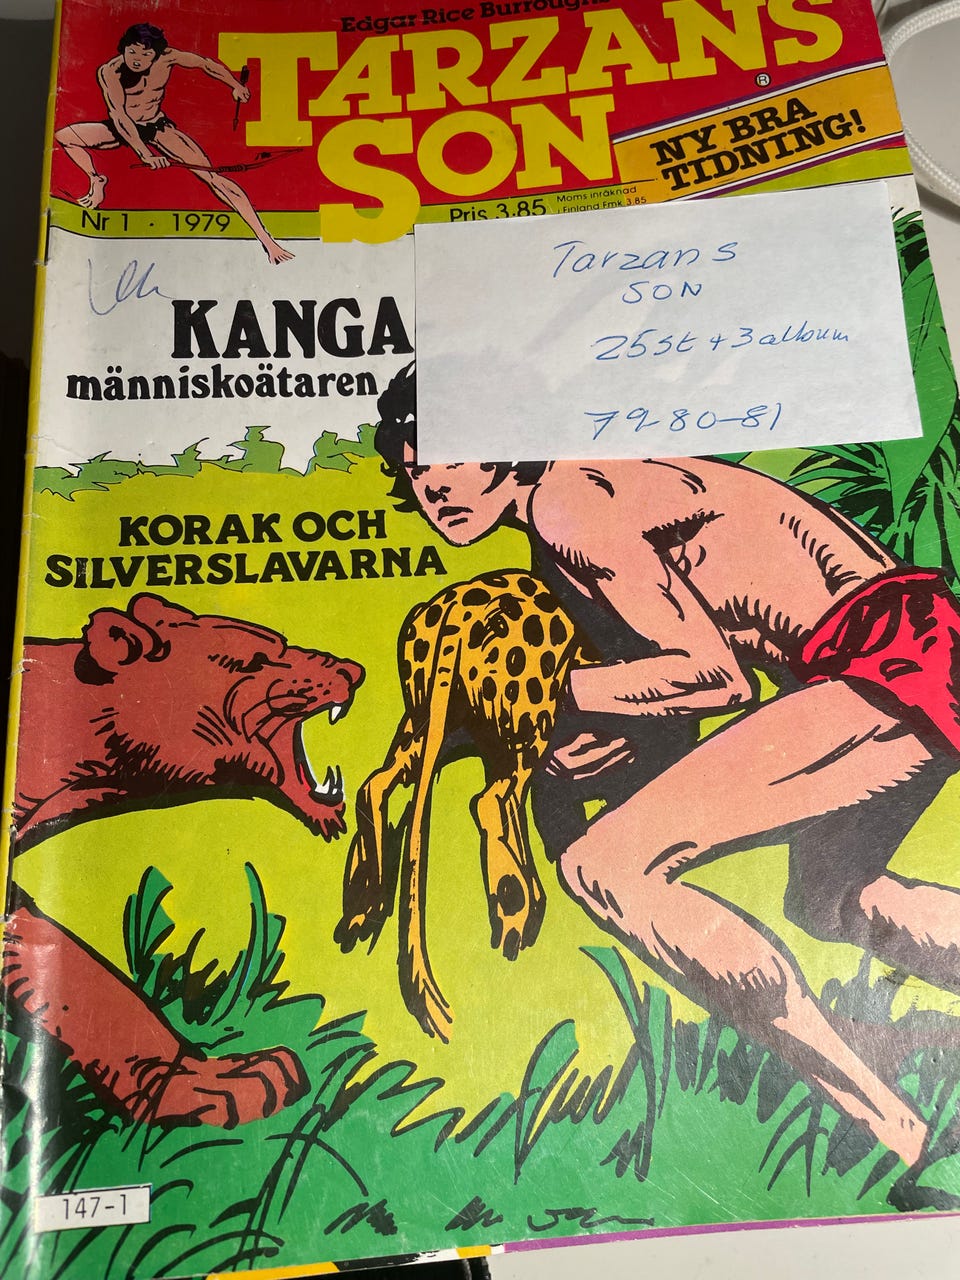 Edgar Rice Burroughs
TARZANS
SON
®
NY BRA
TIDNING!
Nr 1 · 1979
Pris 3.85
Moms inräknad
i Finland Fmk 3.85
Tarzans
SON
25st + 3 album
79-80-81
KANGA
människoätaren
KORAK OCH
SILVERSLAVARNA
147-1